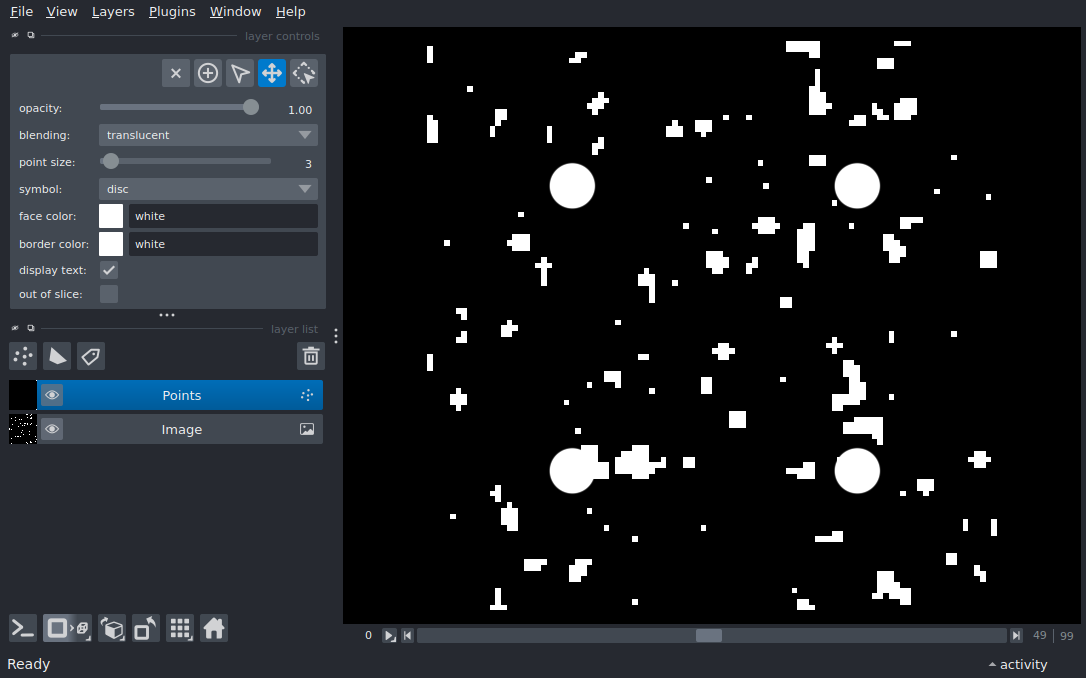 File View Layers Plugins Window Help
layer controls
opacity: 1.00
blending: translucent
point size: 3
symbol: disc
face color: white
border color: white
display text:
out of slice:
layer list
Points
Image
0 49 99
Ready activity